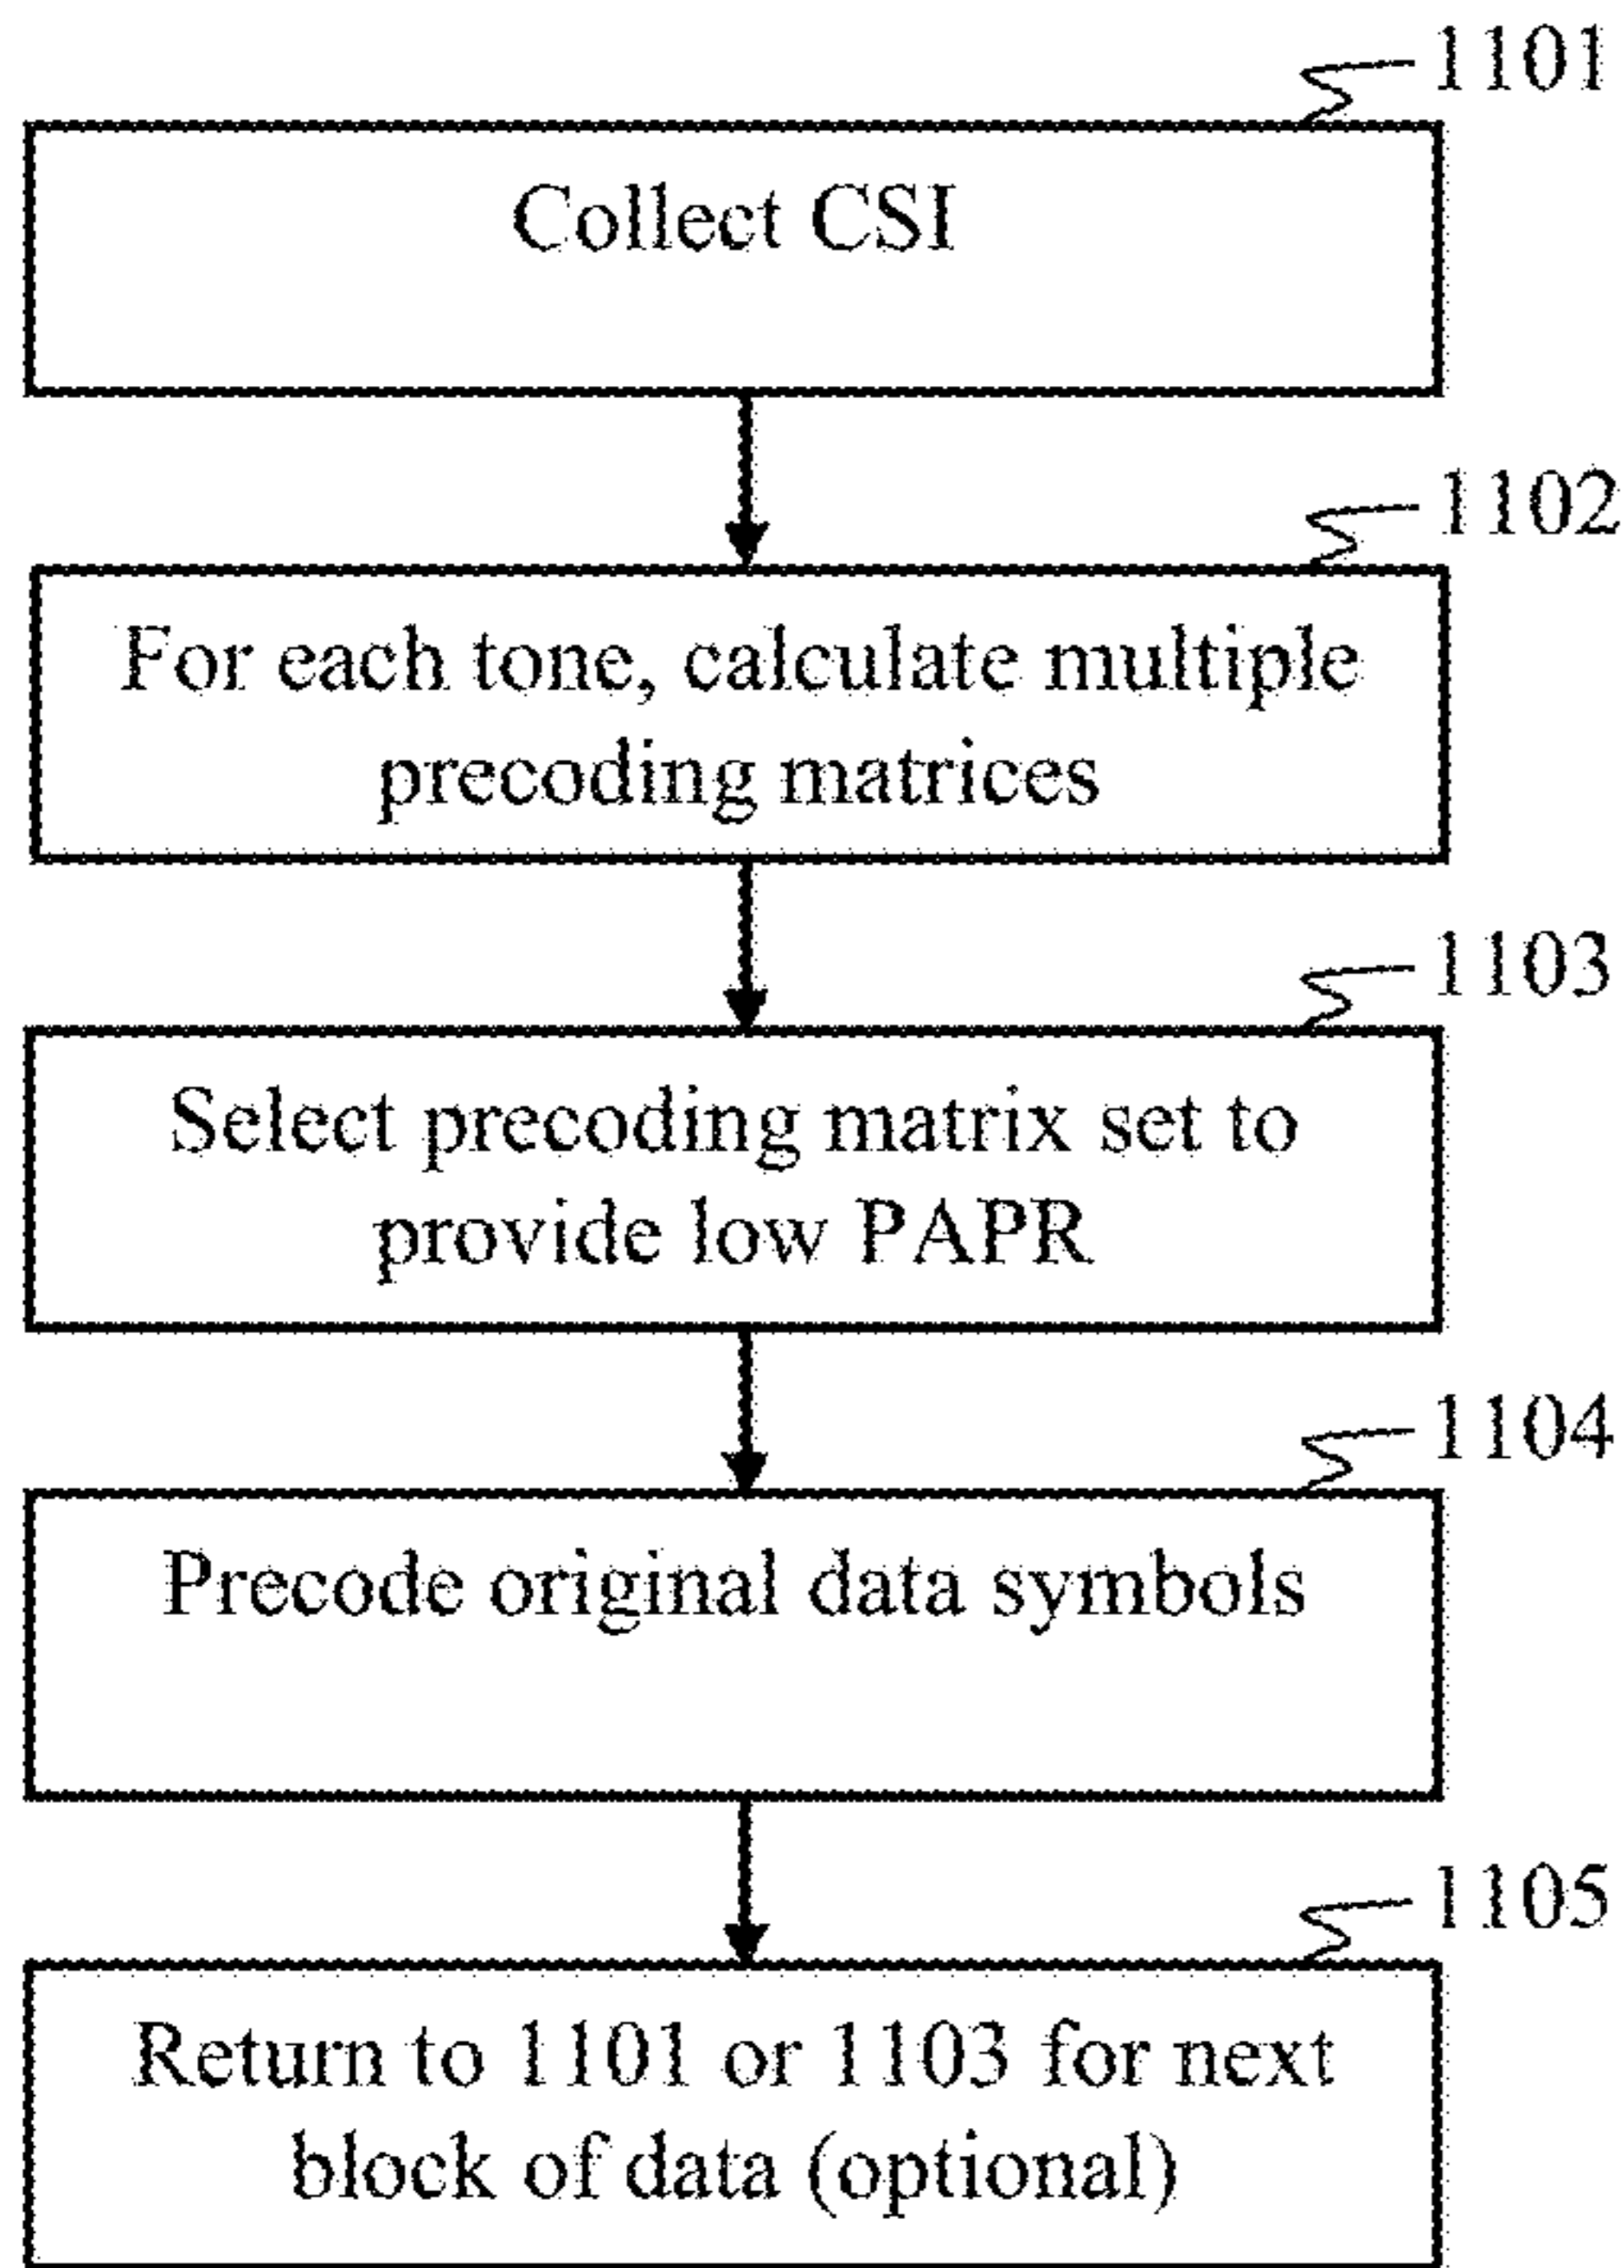 1101
Collect CSI
1102
For each tone, calculate multiple
precoding matrices
1103
Select precoding matrix set to
provide low PAPR
1104
Precode original data symbols
1105
Return to 1101 or 1103 for next
block of data (optional)